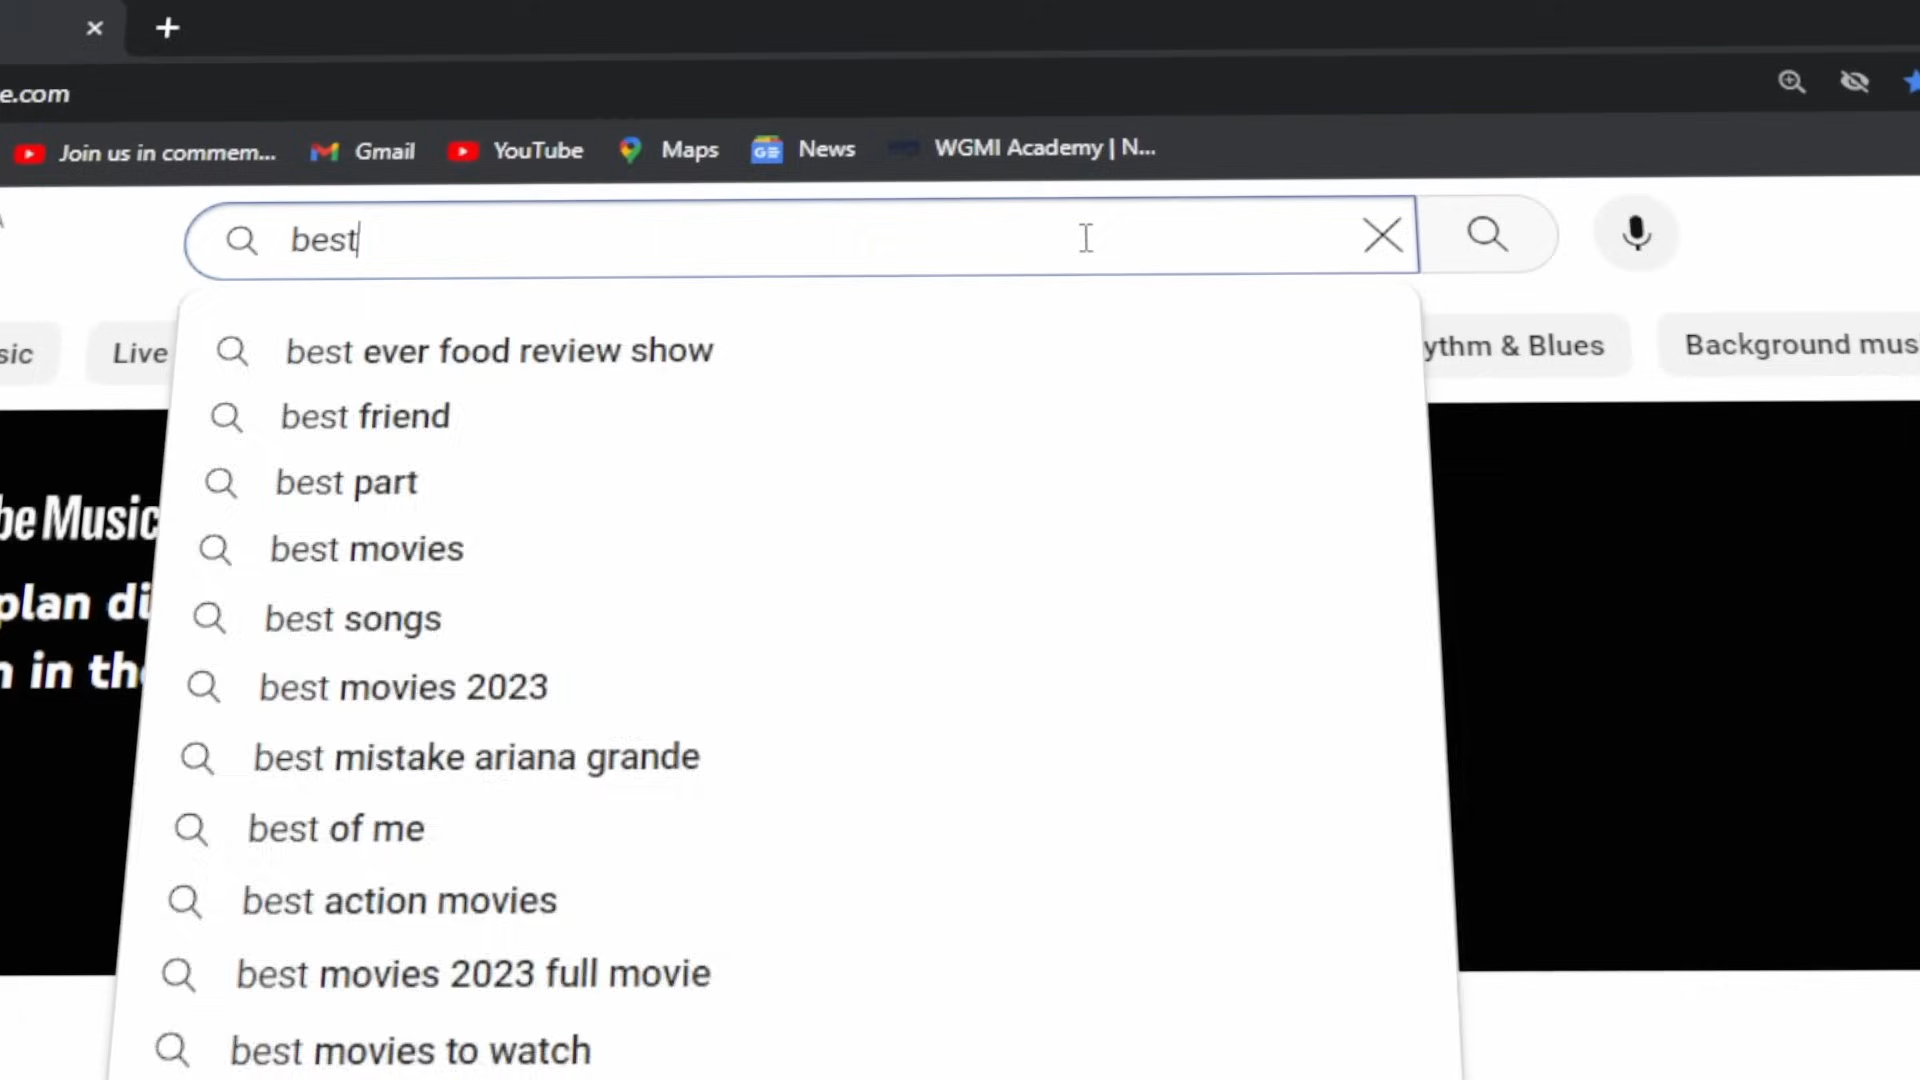 e.com
Join us in commem... Gmail YouTube Maps News WGMI Academy | N...
best
sic Live ythm & Blues Background mus
best ever food review show
best friend
best part
best movies
best songs
best movies 2023
best mistake ariana grande
best of me
best action movies
best movies 2023 full movie
best movies to watch
be Music
plan di
n in the